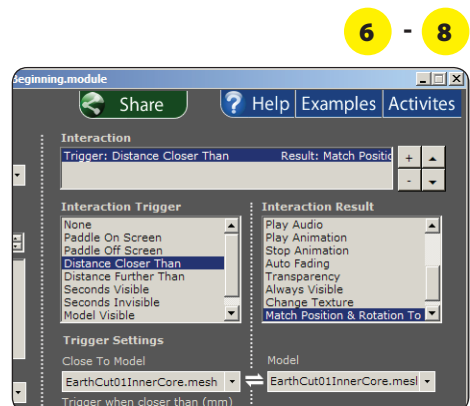 6 - 8
Beginning.module
Share
? Help Examples Activites
Interaction
Trigger: Distance Closer Than Result: Match Positio
+
-
Interaction Trigger
None
Paddle On Screen
Paddle Off Screen
Distance Closer Than
Distance Further Than
Seconds Visible
Seconds Invisible
Model Visible
Interaction Result
Play Audio
Play Animation
Stop Animation
Auto Fading
Transparency
Always Visible
Change Texture
Match Position & Rotation To
Trigger Settings
Close To Model
EarthCut01InnerCore.mesh
Model
EarthCut01InnerCore.mesl
Trigger when closer than (mm)